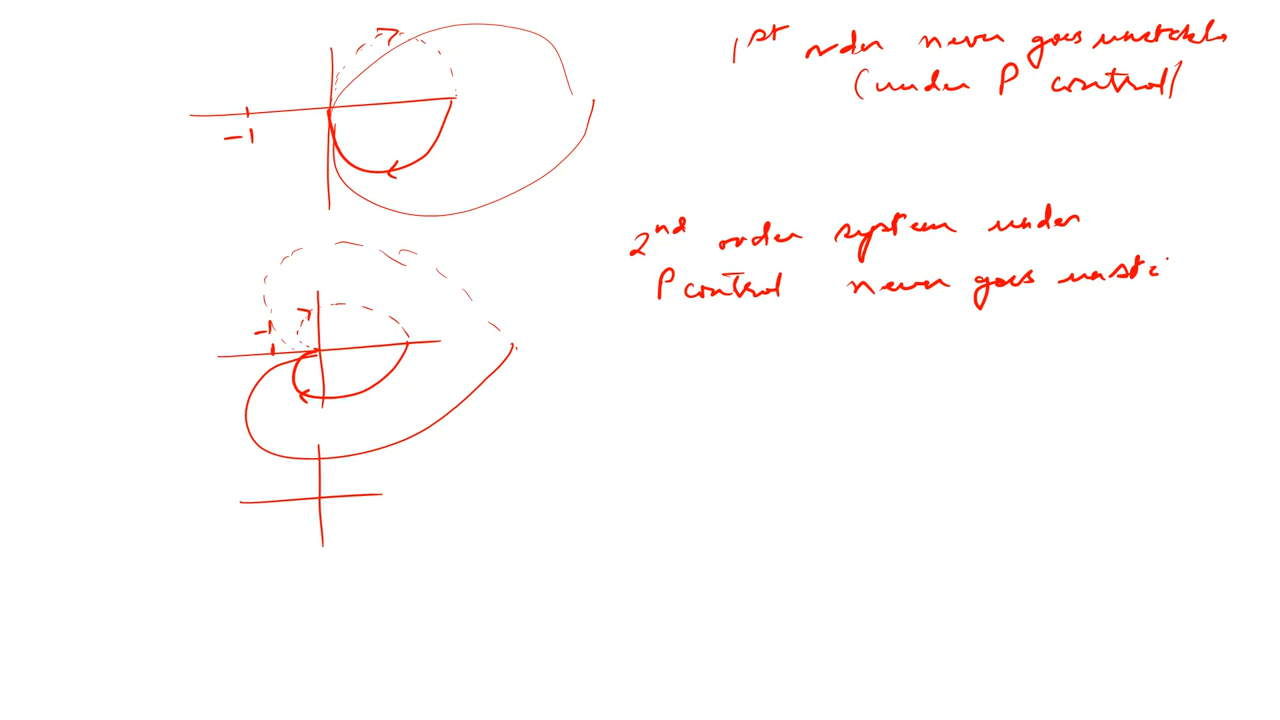 1st order never goes unstable
(under P control)
-1
2nd order system under
P control never goes unsta
-1